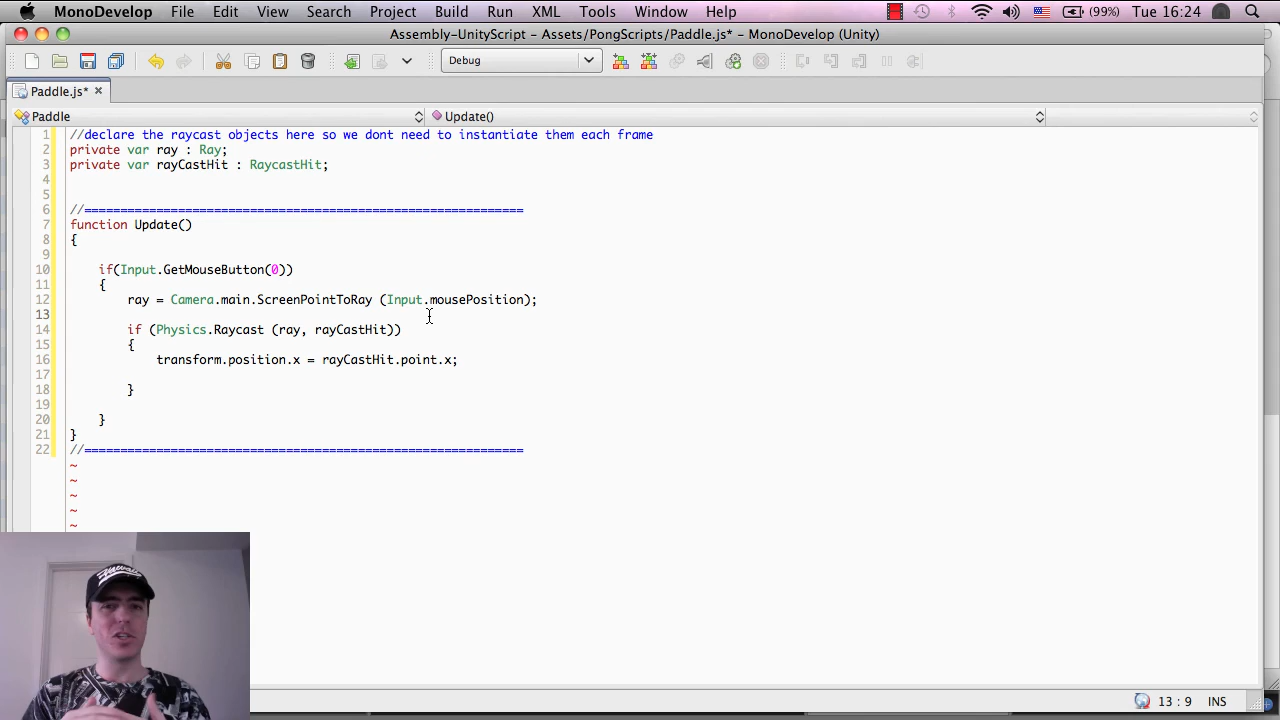 MonoDevelop File Edit View Search Project Build Run XML Tools Window Help (99%) Tue 16:24
Assembly-UnityScript - Assets/PongScripts/Paddle.js* - MonoDevelop (Unity)
Debug
Paddle.js*
Paddle Update()
1 //declare the raycast objects here so we dont need to instantiate them each frame
2 private var ray : Ray;
3 private var rayCastHit : RaycastHit;
4
5
6 //=============================================================
7 function Update()
8 {
9
10 if(Input.GetMouseButton(0))
11 {
12 ray = Camera.main.ScreenPointToRay (Input.mousePosition);
13
14 if (Physics.Raycast (ray, rayCastHit))
15 {
16 transform.position.x = rayCastHit.point.x;
17
18 }
19
20 }
21 }
22 //=============================================================
~
~
~
~
~
13 : 9 INS